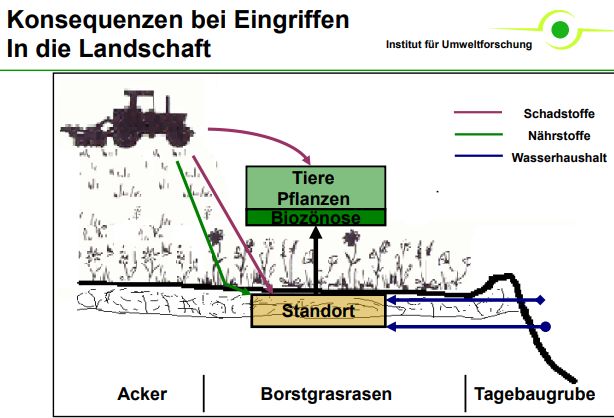 Konsequenzen bei Eingriffen
In die Landschaft
Institut für Umweltforschung
Schadstoffe
Nährstoffe
Wasserhaushalt
Tiere
Pflanzen
Biozönose
Standort
Acker
Borstgrasrasen
Tagebaugrube